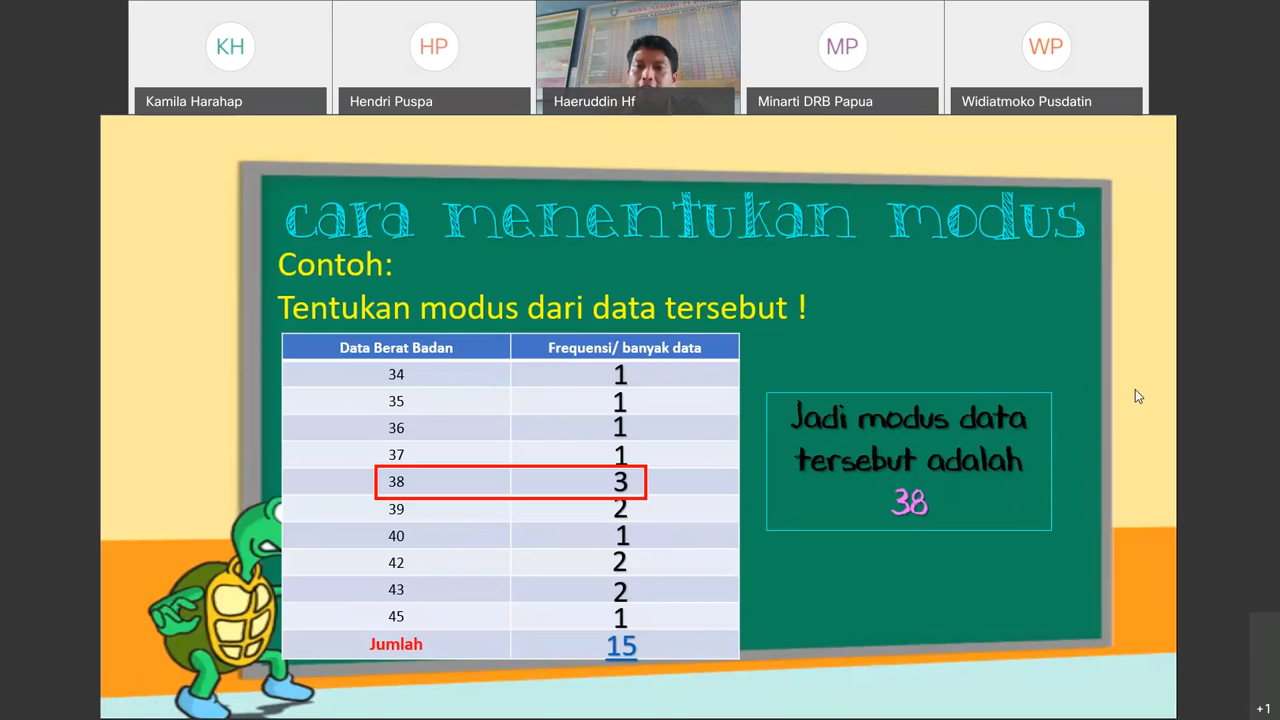 KH
HP
MP
WP
Kamila Harahap
Hendri Puspa
Haeruddin Hf
Minarti DRB Papua
Widiatmoko Pusdatin
cara menentukan modus
Contoh:
Tentukan modus dari data tersebut !
Data Berat Badan Frequensi/ banyak data
34 1
35 1
36 1
37 1
38 3
39 2
40 1
42 2
43 2
45 1
Jumlah 15
Jadi modus data
tersebut adalah
38
+1